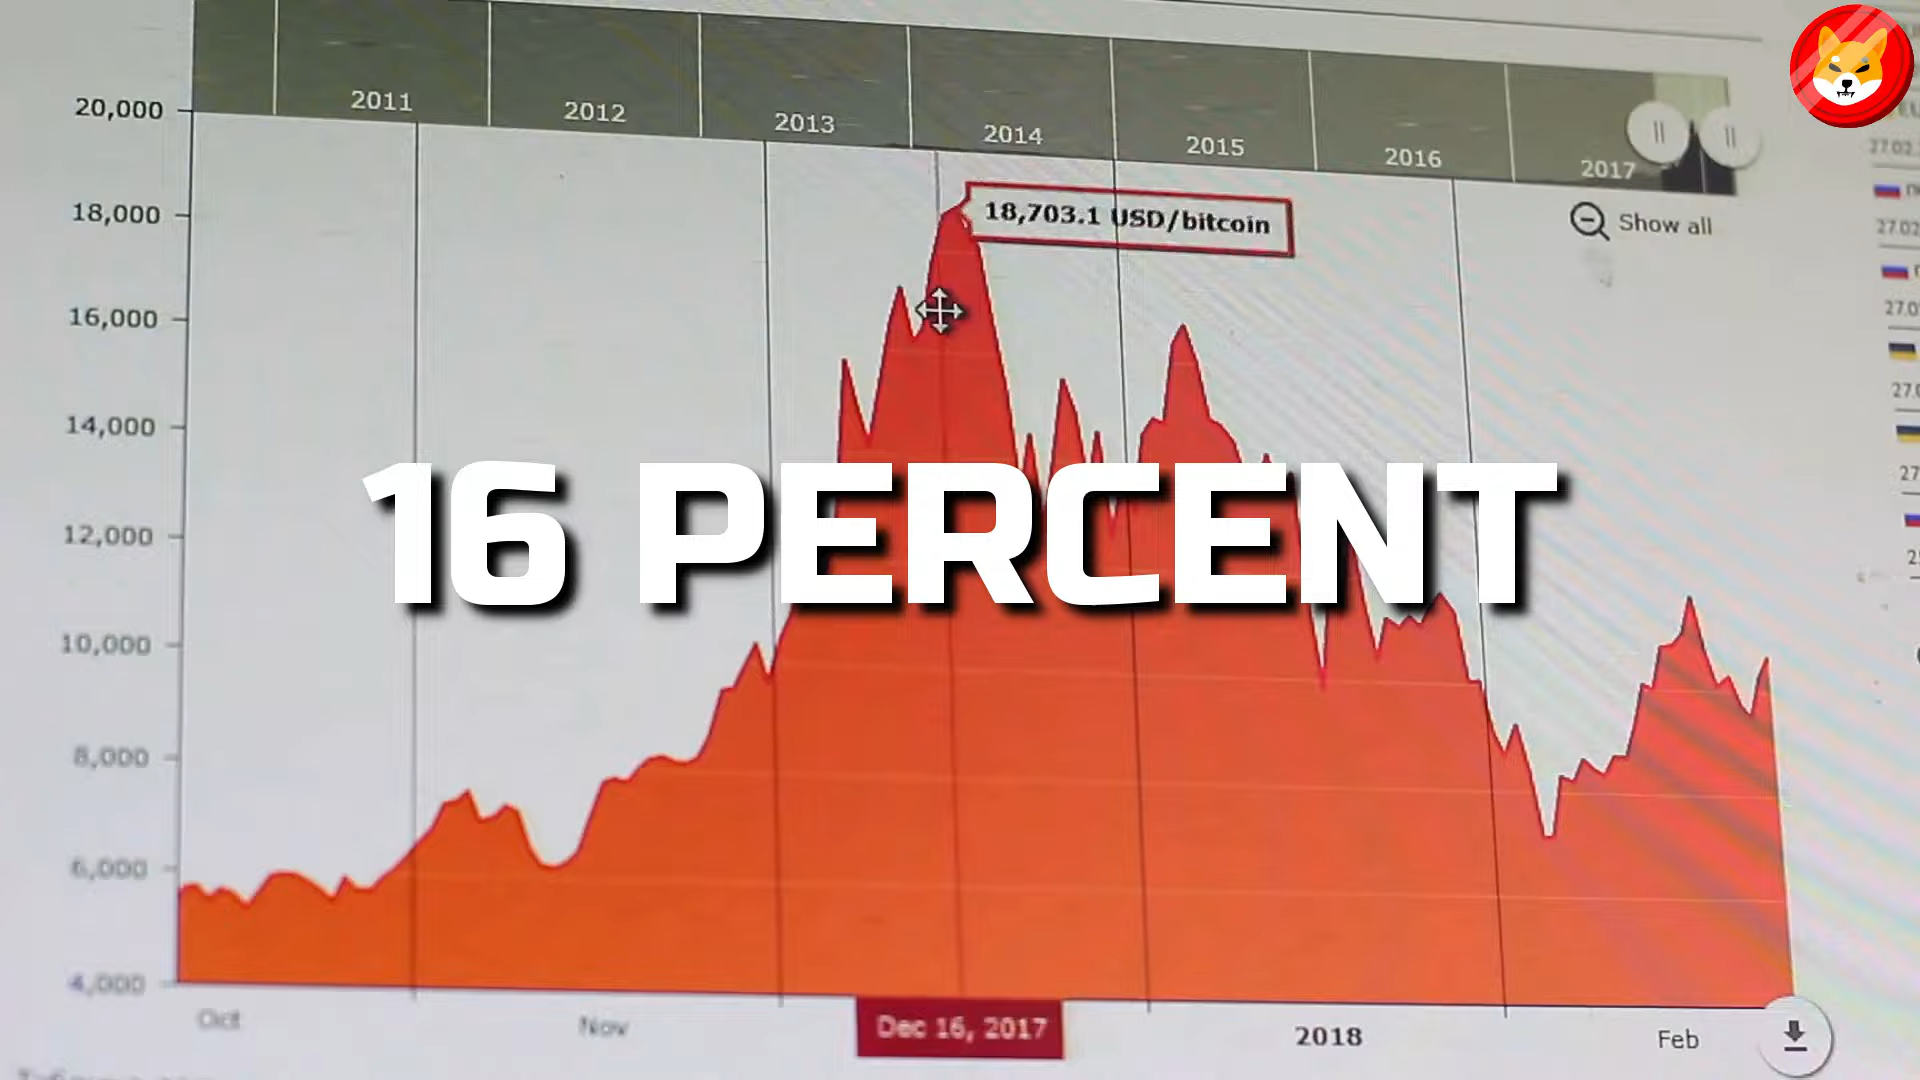 2011
2012
2013
2014
2015
2016
2017
20,000
18,000
16,000
14,000
12,000
10,000
8,000
6,000
4,000
18,703.1 USD/bitcoin
Show all
16 PERCENT
Oct
Nov
Dec 16, 2017
2018
Feb